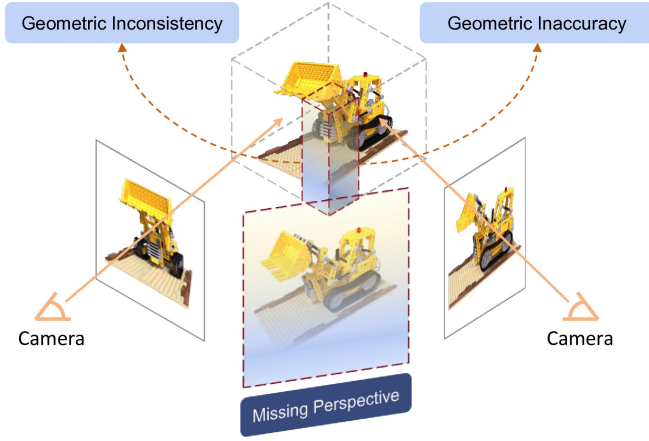 Geometric Inconsistency
Geometric Inaccuracy
Camera
Camera
Missing Perspective